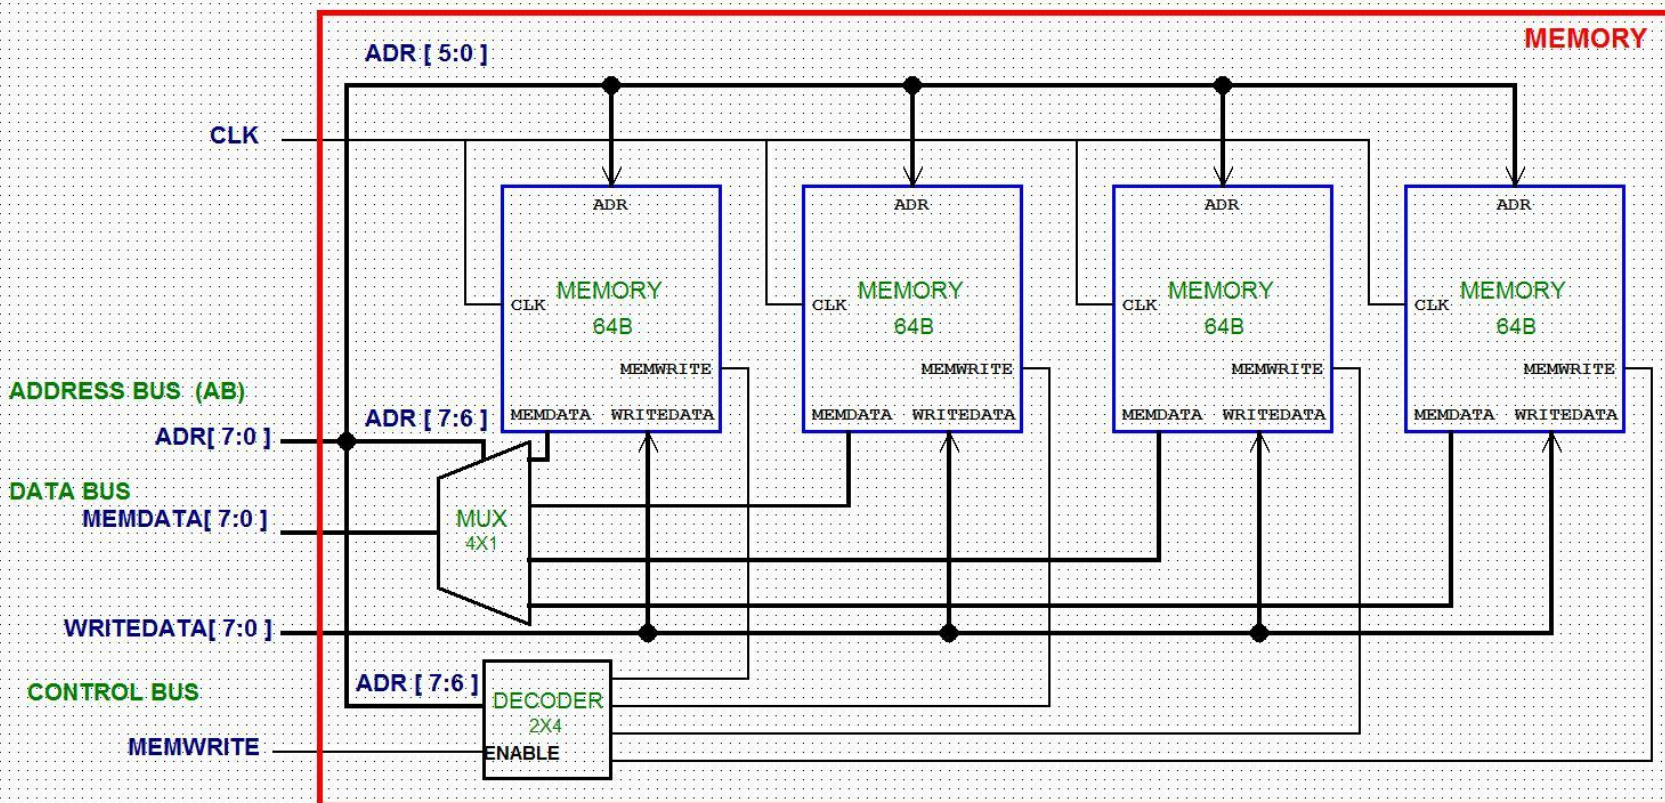 MEMORY
ADR [ 5:0 ]
CLK
ADR
ADR
ADR
ADR
CLK
MEMORY
64B
CLK
MEMORY
64B
CLK
MEMORY
64B
CLK
MEMORY
64B
MEMWRITE
MEMWRITE
MEMWRITE
MEMWRITE
MEMDATA WRITEDATA
MEMDATA WRITEDATA
MEMDATA WRITEDATA
MEMDATA WRITEDATA
ADDRESS BUS (AB)
ADR[ 7:0 ]
ADR [ 7:6 ]
DATA BUS
MEMDATA[ 7:0 ]
MUX
4X1
WRITEDATA[ 7:0 ]
CONTROL BUS
ADR [ 7:6 ]
DECODER
2X4
MEMWRITE
ENABLE